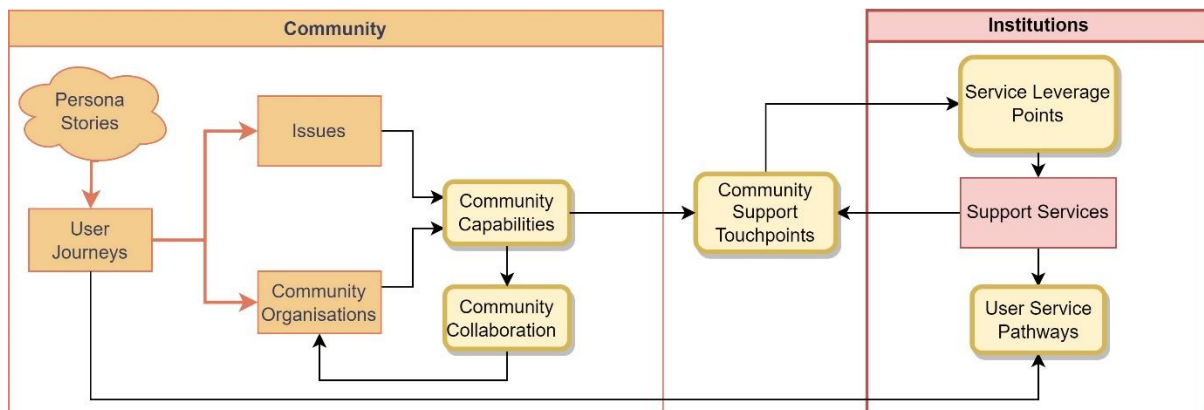 Community
Institutions
Persona
Stories
Issues
User
Journeys
Community
Organisations
Community
Capabilities
Community
Collaboration
Community
Support
Touchpoints
Service Leverage
Points
Support Services
User Service
Pathways